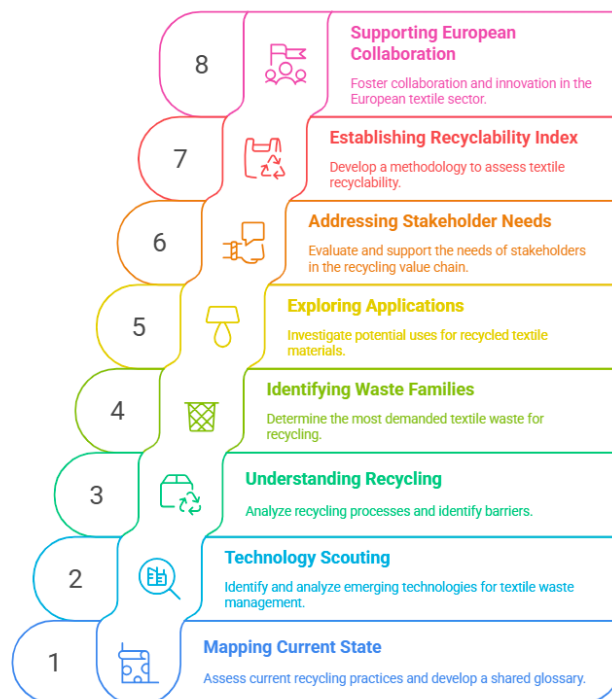 8
Supporting European
Collaboration
Foster collaboration and innovation in the
European textile sector.
7
Establishing Recyclability Index
Develop a methodology to assess textile
recyclability.
6
Addressing Stakeholder Needs
Evaluate and support the needs of stakeholders
in the recycling value chain.
5
Exploring Applications
Investigate potential uses for recycled textile
materials.
4
Identifying Waste Families
Determine the most demanded textile waste for
recycling.
3
Understanding Recycling
Analyze recycling processes and identify barriers.
2
Technology Scouting
Identify and analyze emerging technologies for textile waste
management.
1
Mapping Current State
Assess current recycling practices and develop a shared glossary.